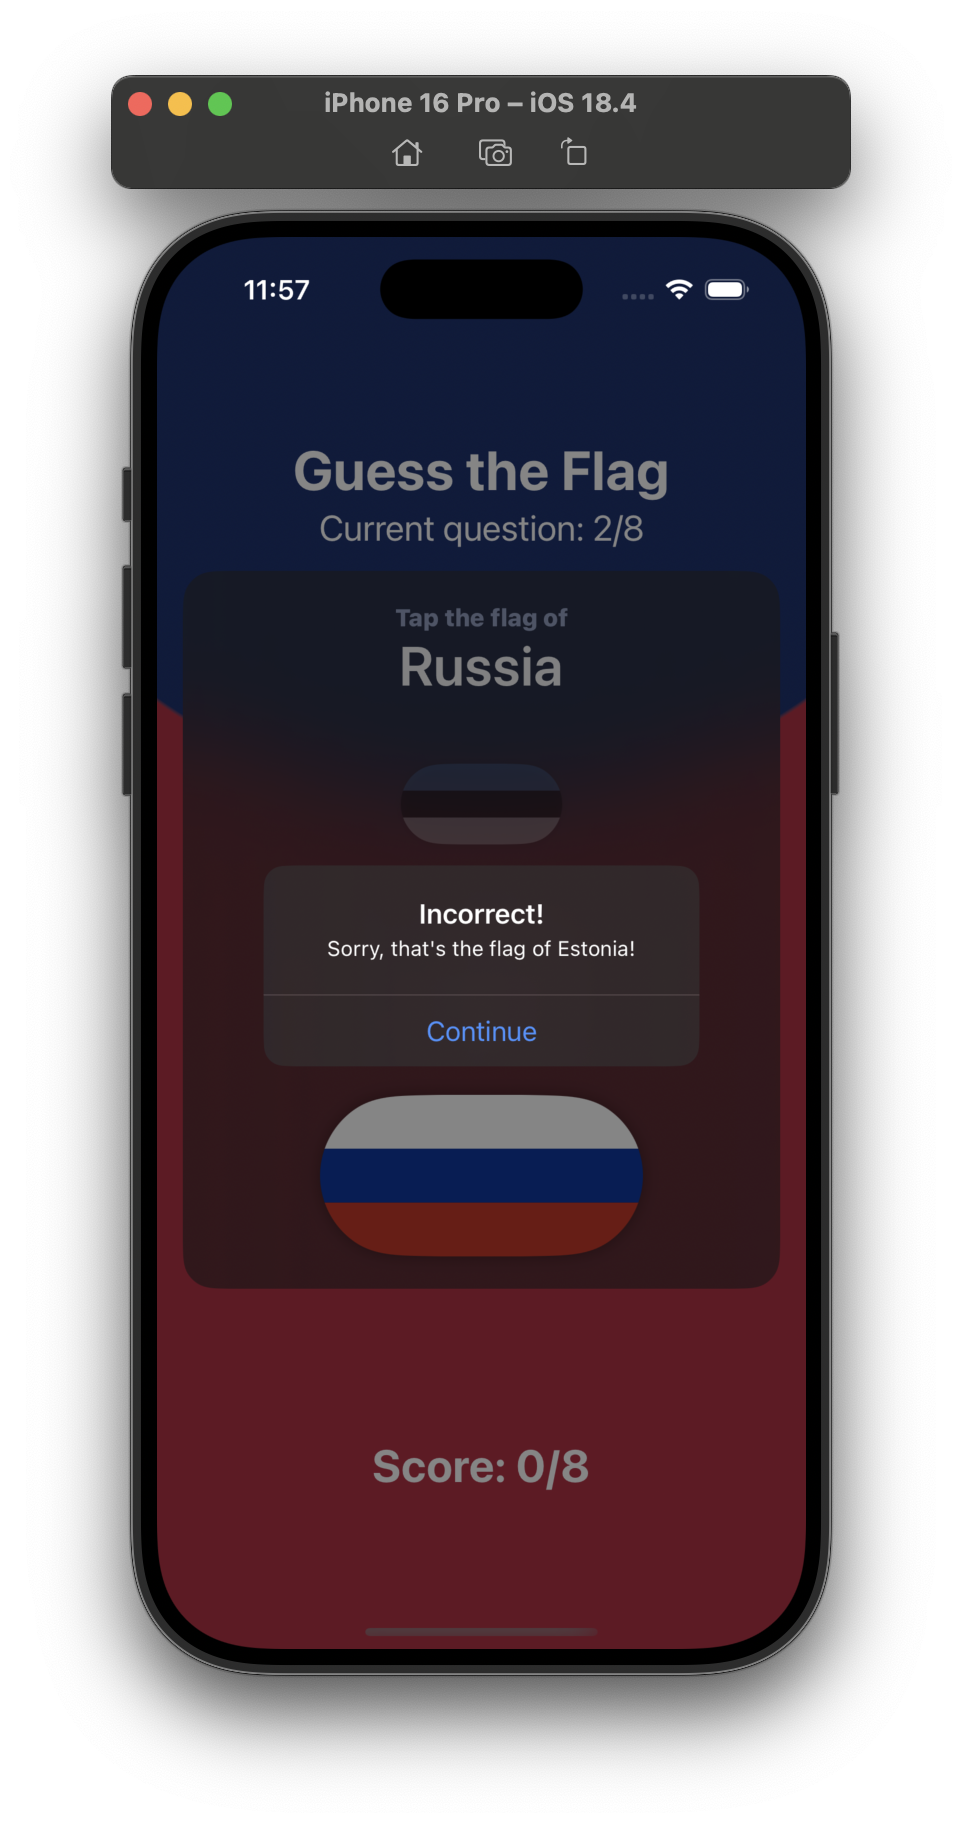 iPhone 16 Pro – iOS 18.4
11:57
Guess the Flag
Current question: 2/8
Tap the flag of
Russia
Incorrect!
Sorry, that's the flag of Estonia!
Continue
Score: 0/8